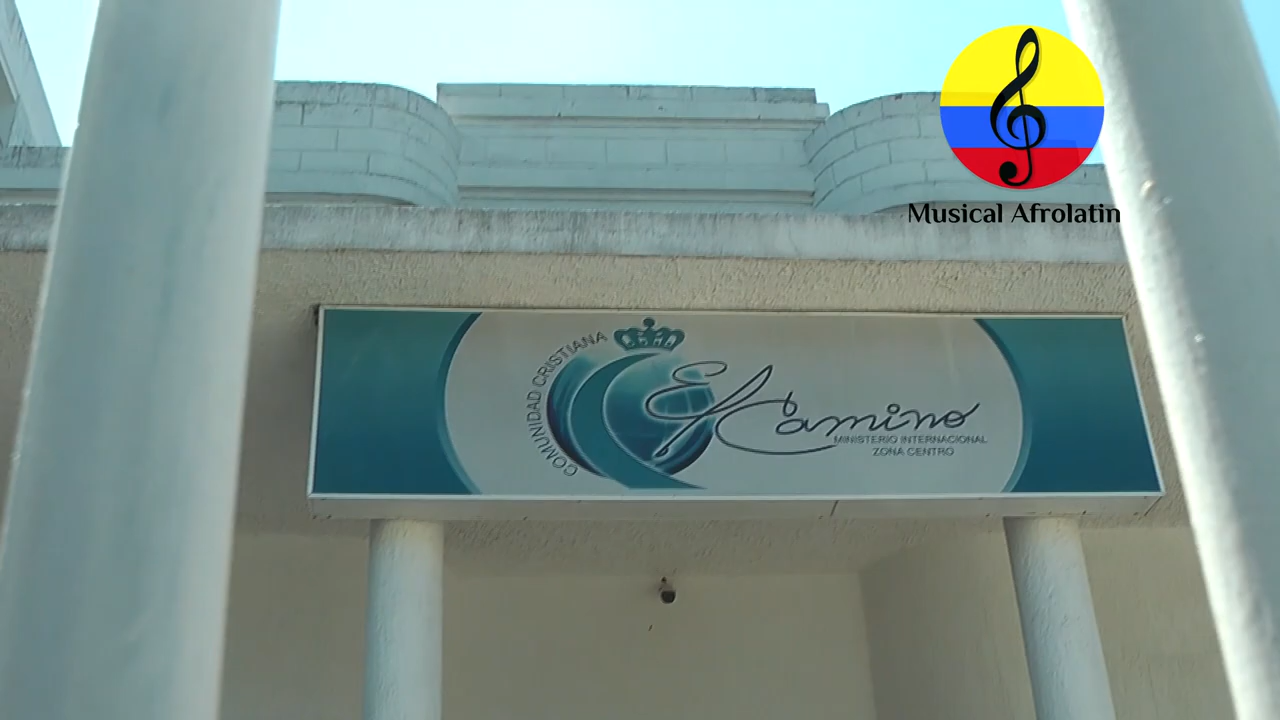 Musical Afrolatin
COMUNIDAD CRISTIANA
El Camino
MINISTERIO INTERNACIONAL
ZONA CENTRO